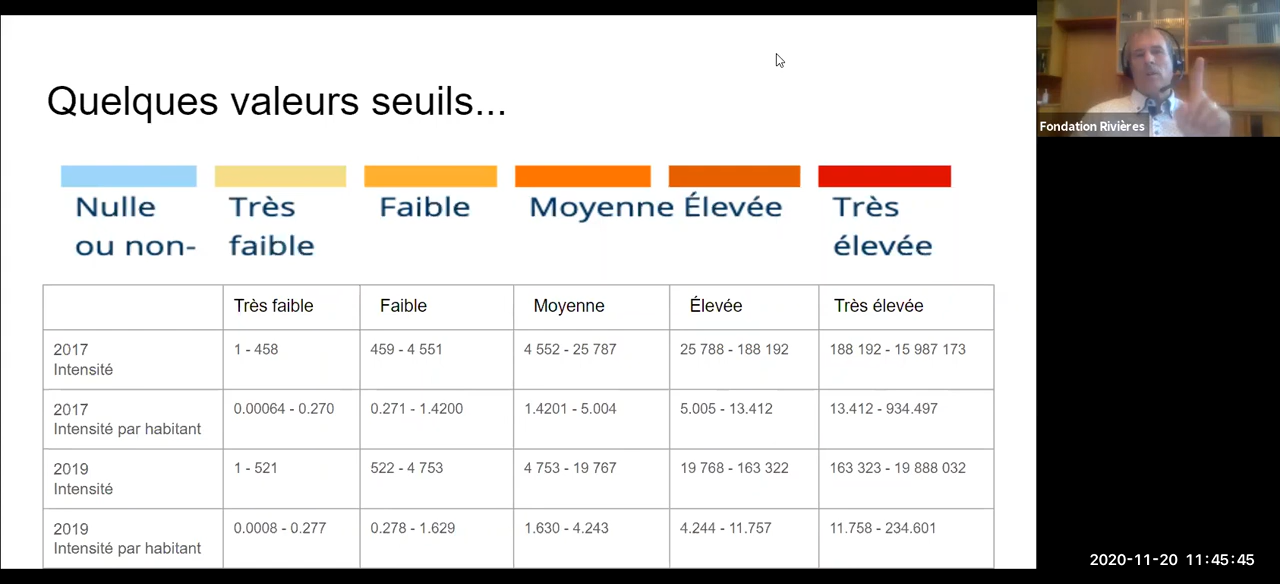 Quelques valeurs seuils...
Fondation Rivières
Nulle Très Faible Moyenne Élevée Très
ou non- faible élevée
Très faible Faible Moyenne Élevée Très élevée
2017 1 - 458 459 - 4 551 4 552 - 25 787 25 788 - 188 192 188 192 - 15 987 173
Intensité
2017 0.00064 - 0.270 0.271 - 1.4200 1.4201 - 5.004 5.005 - 13.412 13.412 - 934.497
Intensité par habitant
2019 1 - 521 522 - 4 753 4 753 - 19 767 19 768 - 163 322 163 323 - 19 888 032
Intensité
2019 0.0008 - 0.277 0.278 - 1.629 1.630 - 4.243 4.244 - 11.757 11.758 - 234.601
Intensité par habitant
2020-11-20 11:45:45